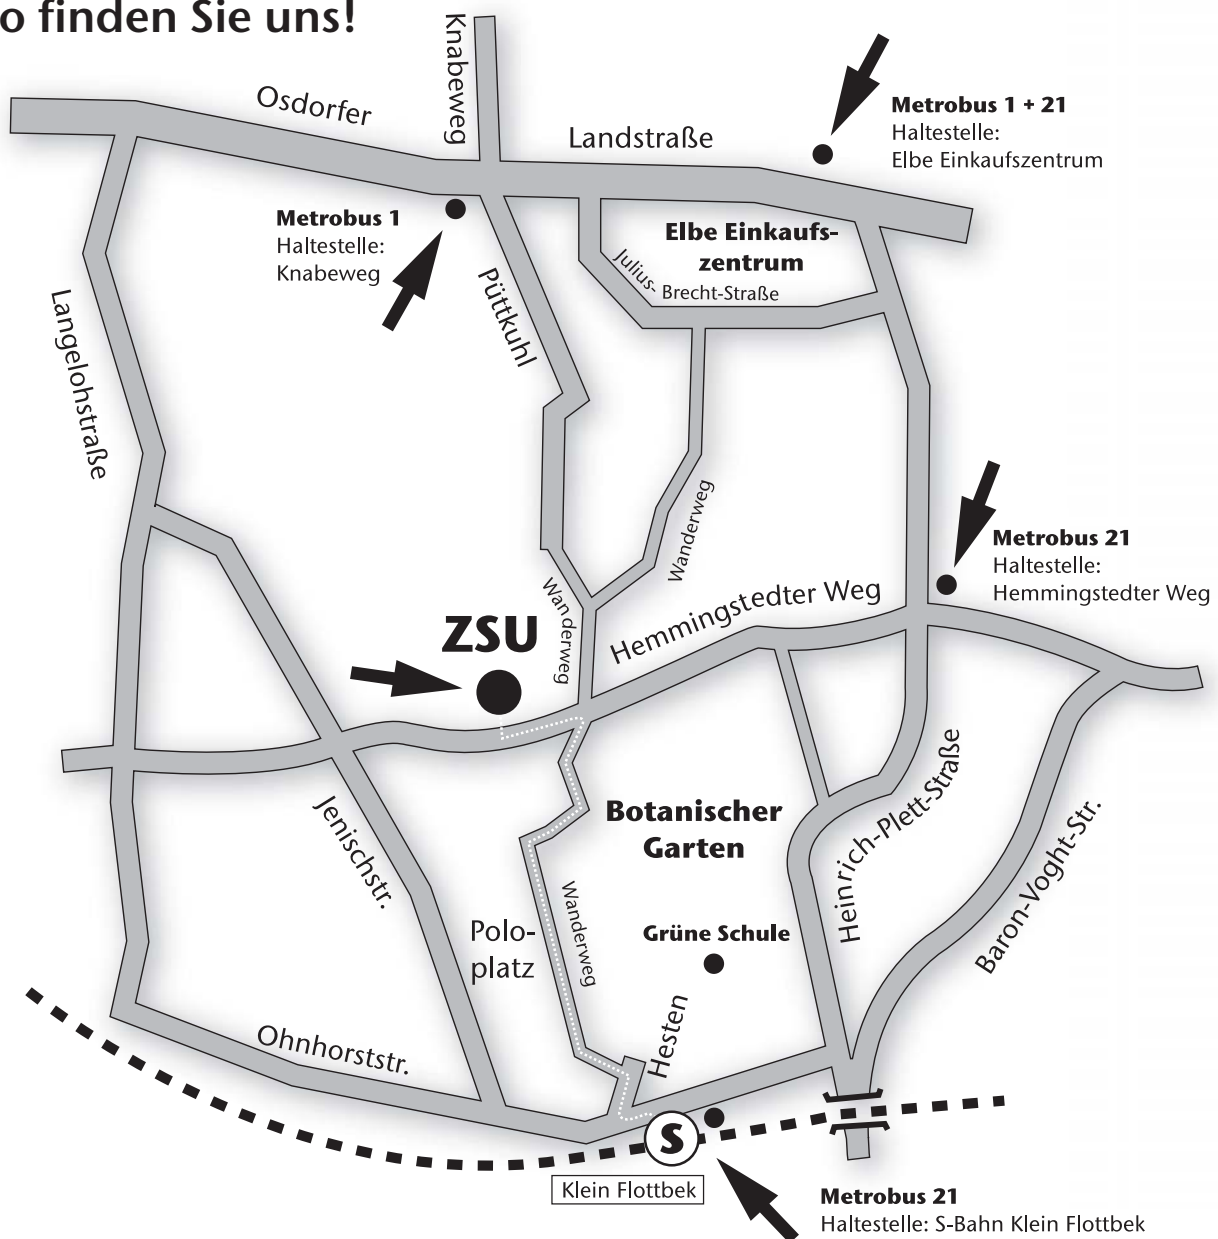 o finden Sie uns!
Knabeweg
Osdorfer
Landstraße
Metrobus 1 + 21
Haltestelle:
Elbe Einkaufszentrum
Metrobus 1
Haltestelle:
Knabeweg
Elbe Einkaufs-
zentrum
Julius-
Brecht-Straße
Püttkuhl
Langelohstraße
Wanderweg
Metrobus 21
Haltestelle:
Hemmingstedter Weg
Wanderweg
Hemmingstedter Weg
ZSU
Jenischstr.
Botanischer
Garten
Heinrich-Plett-Straße
Baron-Voght-Str.
Polo-
platz
Wanderweg
Grüne Schule
Hesten
Ohnhorststr.
S
Klein Flottbek
Metrobus 21
Haltestelle: S-Bahn Klein Flottbek